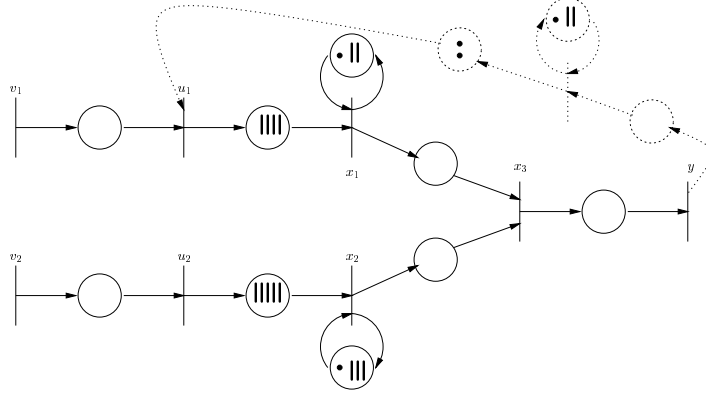 v₁
u₁
x₁
x₃
y
v₂
u₂
x₂